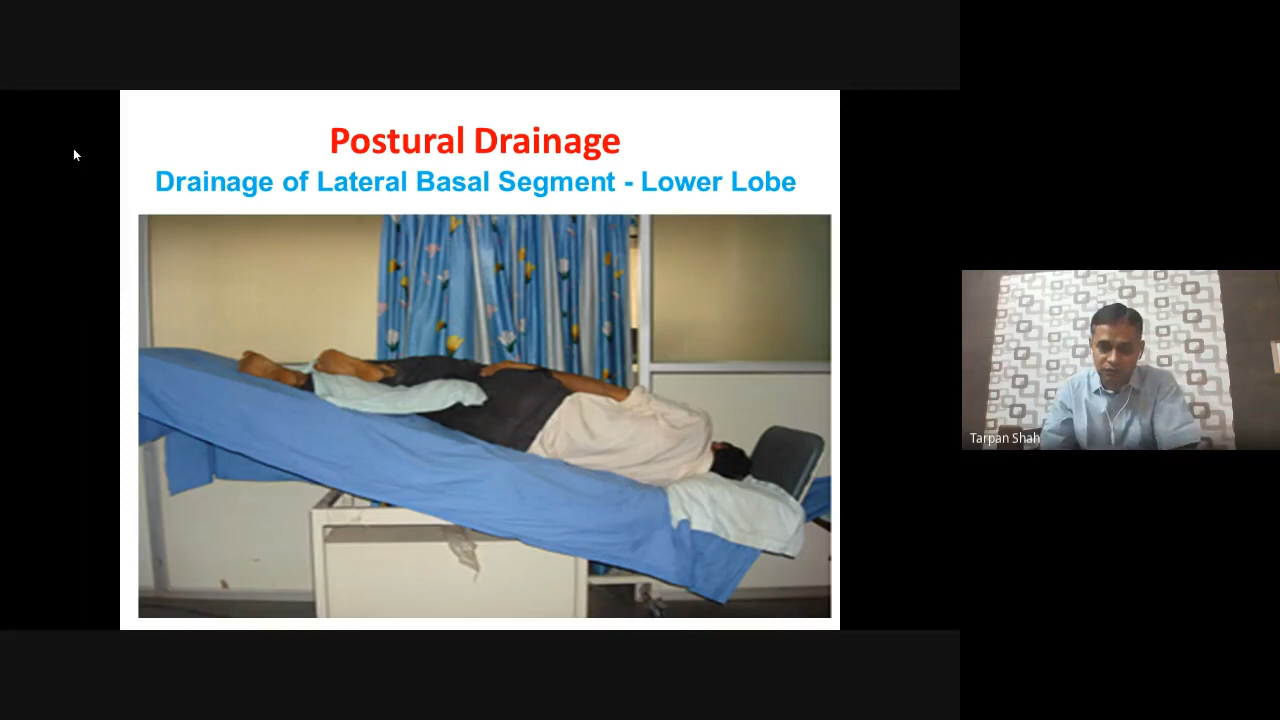 Postural Drainage
Drainage of Lateral Basal Segment - Lower Lobe
Tarpan Shah